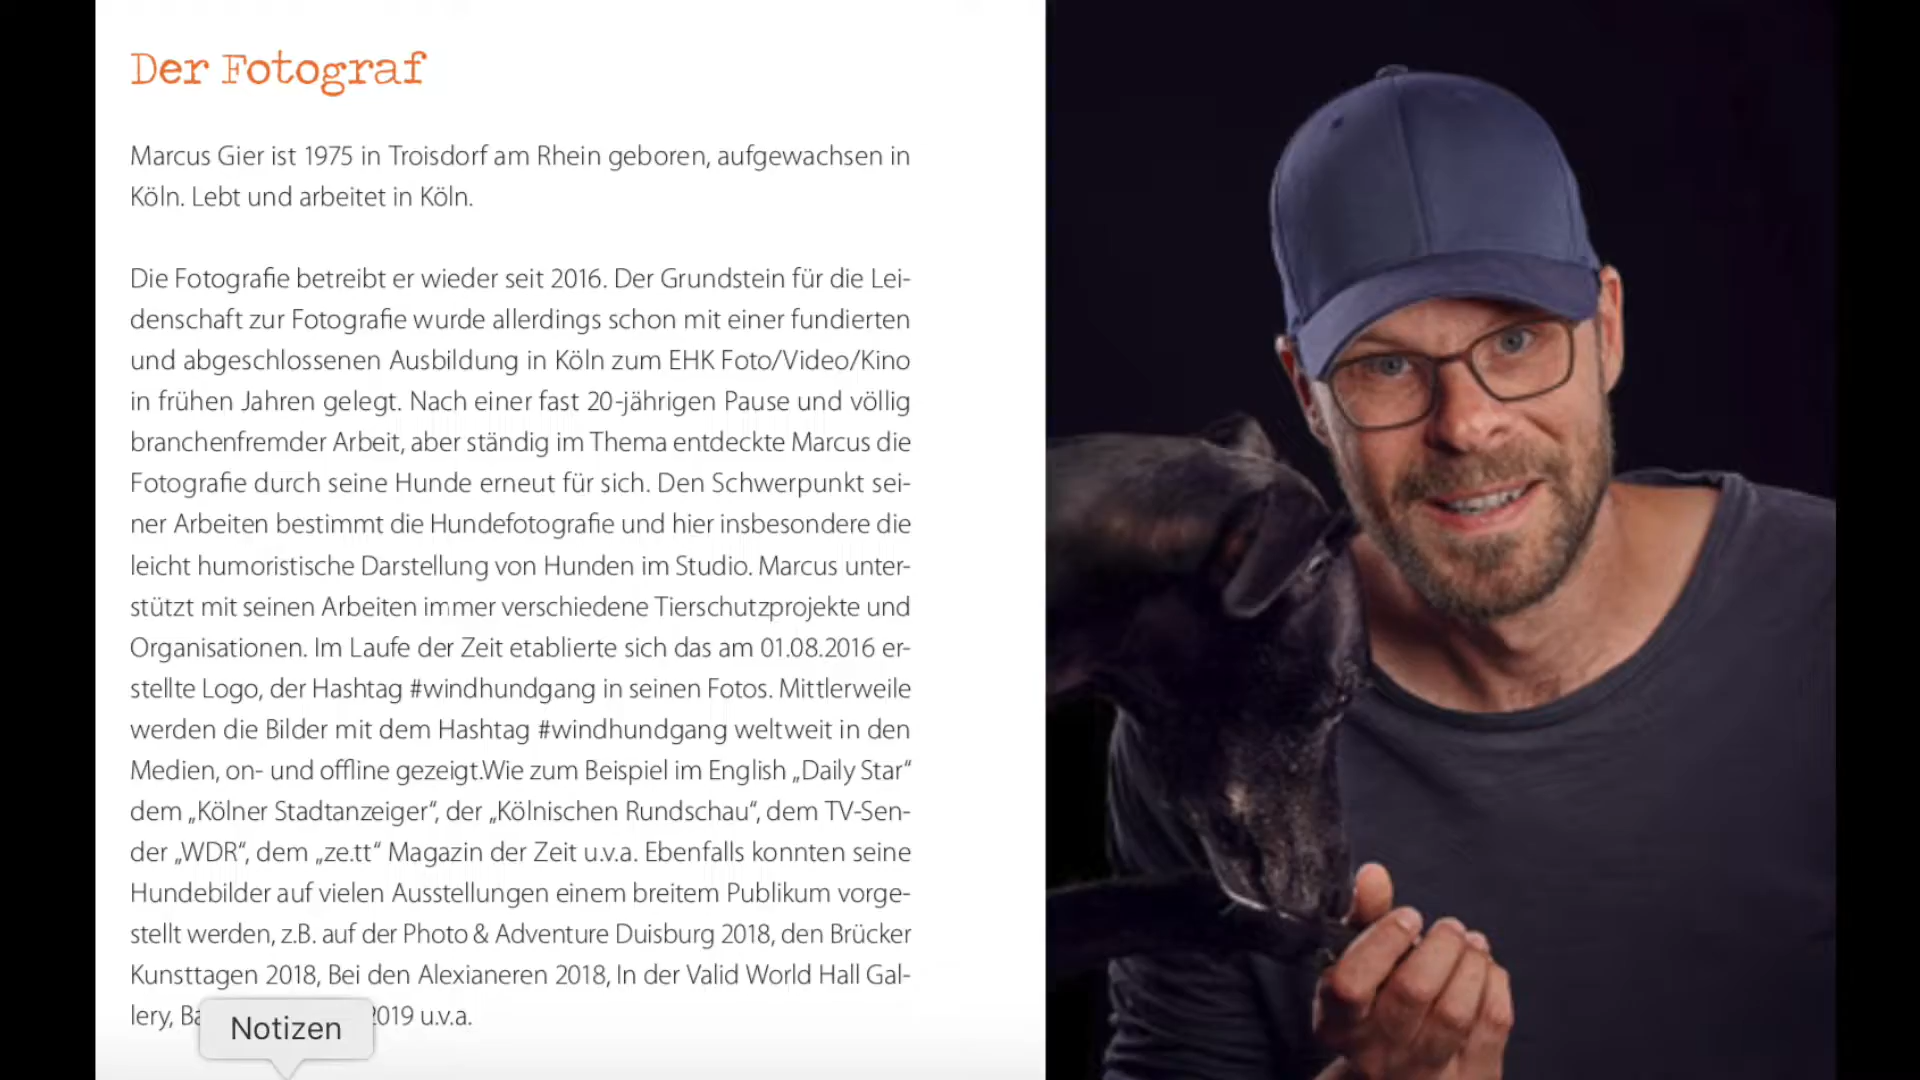 Der Fotograf
Marcus Gier ist 1975 in Troisdorf am Rhein geboren, aufgewachsen in
Köln. Lebt und arbeitet in Köln.
Die Fotografie betreibt er wieder seit 2016. Der Grundstein für die Lei-
denschaft zur Fotografie wurde allerdings schon mit einer fundierten
und abgeschlossenen Ausbildung in Köln zum EHK Foto/Video/Kino
in frühen Jahren gelegt. Nach einer fast 20-jährigen Pause und völlig
branchenfremder Arbeit, aber ständig im Thema entdeckte Marcus die
Fotografie durch seine Hunde erneut für sich. Den Schwerpunkt sei-
ner Arbeiten bestimmt die Hundefotografie und hier insbesondere die
leicht humoristische Darstellung von Hunden im Studio. Marcus unter-
stützt mit seinen Arbeiten immer verschiedene Tierschutzprojekte und
Organisationen. Im Laufe der Zeit etablierte sich das am 01.08.2016 er-
stellte Logo, der Hashtag #windhundgang in seinen Fotos. Mittlerweile
werden die Bilder mit dem Hashtag #windhundgang weltweit in den
Medien, on- und offline gezeigt.Wie zum Beispiel im English „Daily Star“
dem „Kölner Stadtanzeiger“, der „Kölnischen Rundschau“, dem TV-Sen-
der „WDR“, dem „ze.tt“ Magazin der Zeit u.v.a. Ebenfalls konnten seine
Hundebilder auf vielen Ausstellungen einem breitem Publikum vorge-
stellt werden, z.B. auf der Photo & Adventure Duisburg 2018, den Brücker
Kunsttagen 2018, Bei den Alexianeren 2018, In der Valid World Hall Gal-
lery, 2019 u.v.a.
Notizen